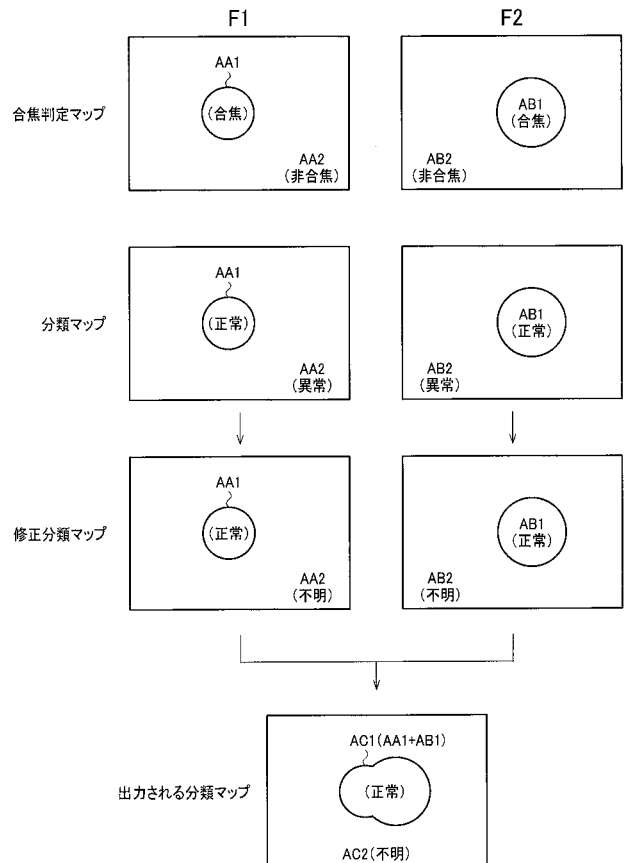 F1
F2
合焦判定マップ
AA1
(合焦)
AA2
(非合焦)
AB1
(合焦)
AB2
(非合焦)
分類マップ
AA1
(正常)
AA2
(異常)
AB1
(正常)
AB2
(異常)
修正分類マップ
AA1
(正常)
AA2
(不明)
AB1
(正常)
AB2
(不明)
出力される分類マップ
AC1(AA1+AB1)
(正常)
AC2(不明)